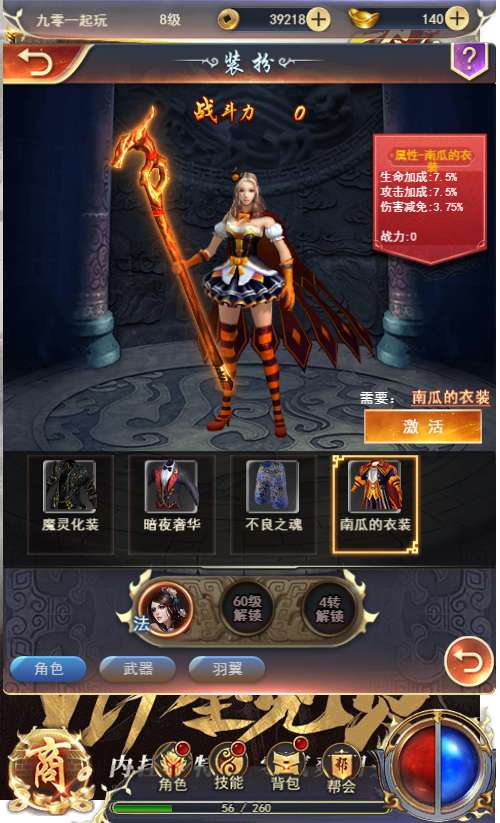 九零一起玩 8级 39218 140
装扮 ?
战斗力 0
属性-南瓜的衣
装
生命加成:7.5%
攻击加成:7.5%
伤害减免:3.75%
战力:0
需要: 南瓜的衣装
激活
魔灵化装 暗夜奢华 不良之魂 南瓜的衣装
法 60级 4转
解锁 解锁
角色 武器 羽翼
商 角色 技能 背包 帮会
帮
56 / 260